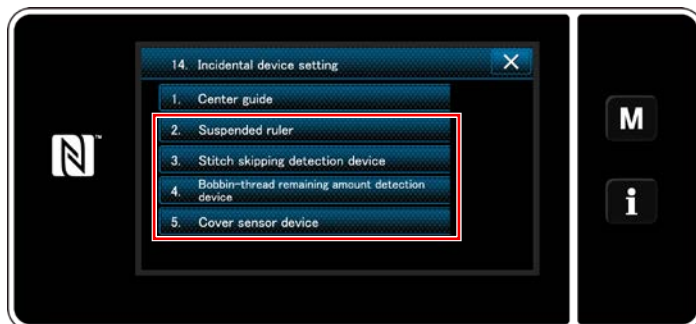 14. Incidental device setting
1. Center guide
2. Suspended ruler
3. Stitch skipping detection device
4. Bobbin-thread remaining amount detection
device
5. Cover sensor device
M
i
N